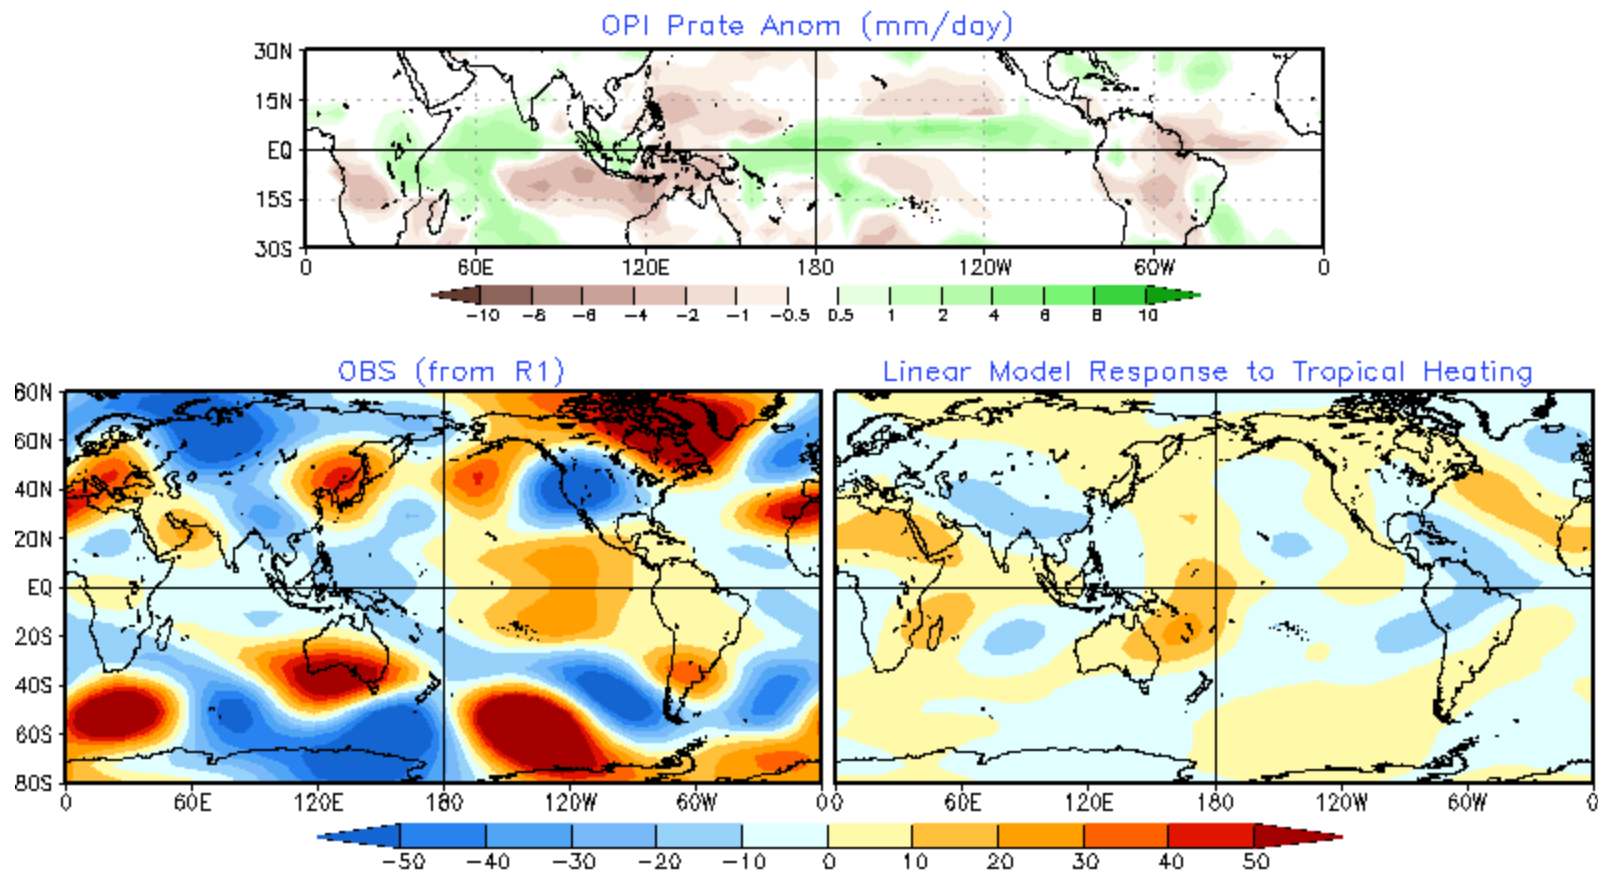 OPI Prate Anom (mm/day)
30N
15N
EQ
15S
30S
0 60E 120E 180 120W 60W 0
-10 -8 -6 -4 -2 -1 -0.5 0.5 1 2 4 6 8 10
OBS (from R1) Linear Model Response to Tropical Heating
80N
60N
40N
20N
EQ
20S
40S
60S
80S
0 60E 120E 180 120W 60W 0 0 60E 120E 180 120W 60W 0
-50 -40 -30 -20 -10 0 10 20 30 40 50